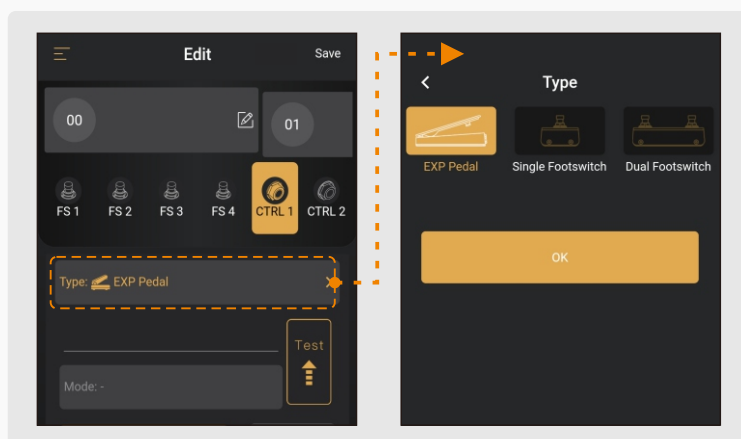 Edit
Save
00
01
FS 1
FS 2
FS 3
FS 4
CTRL 1
CTRL 2
Type: EXP Pedal
Test
Mode: -
Type
EXP Pedal
Single Footswitch
Dual Footswitch
OK